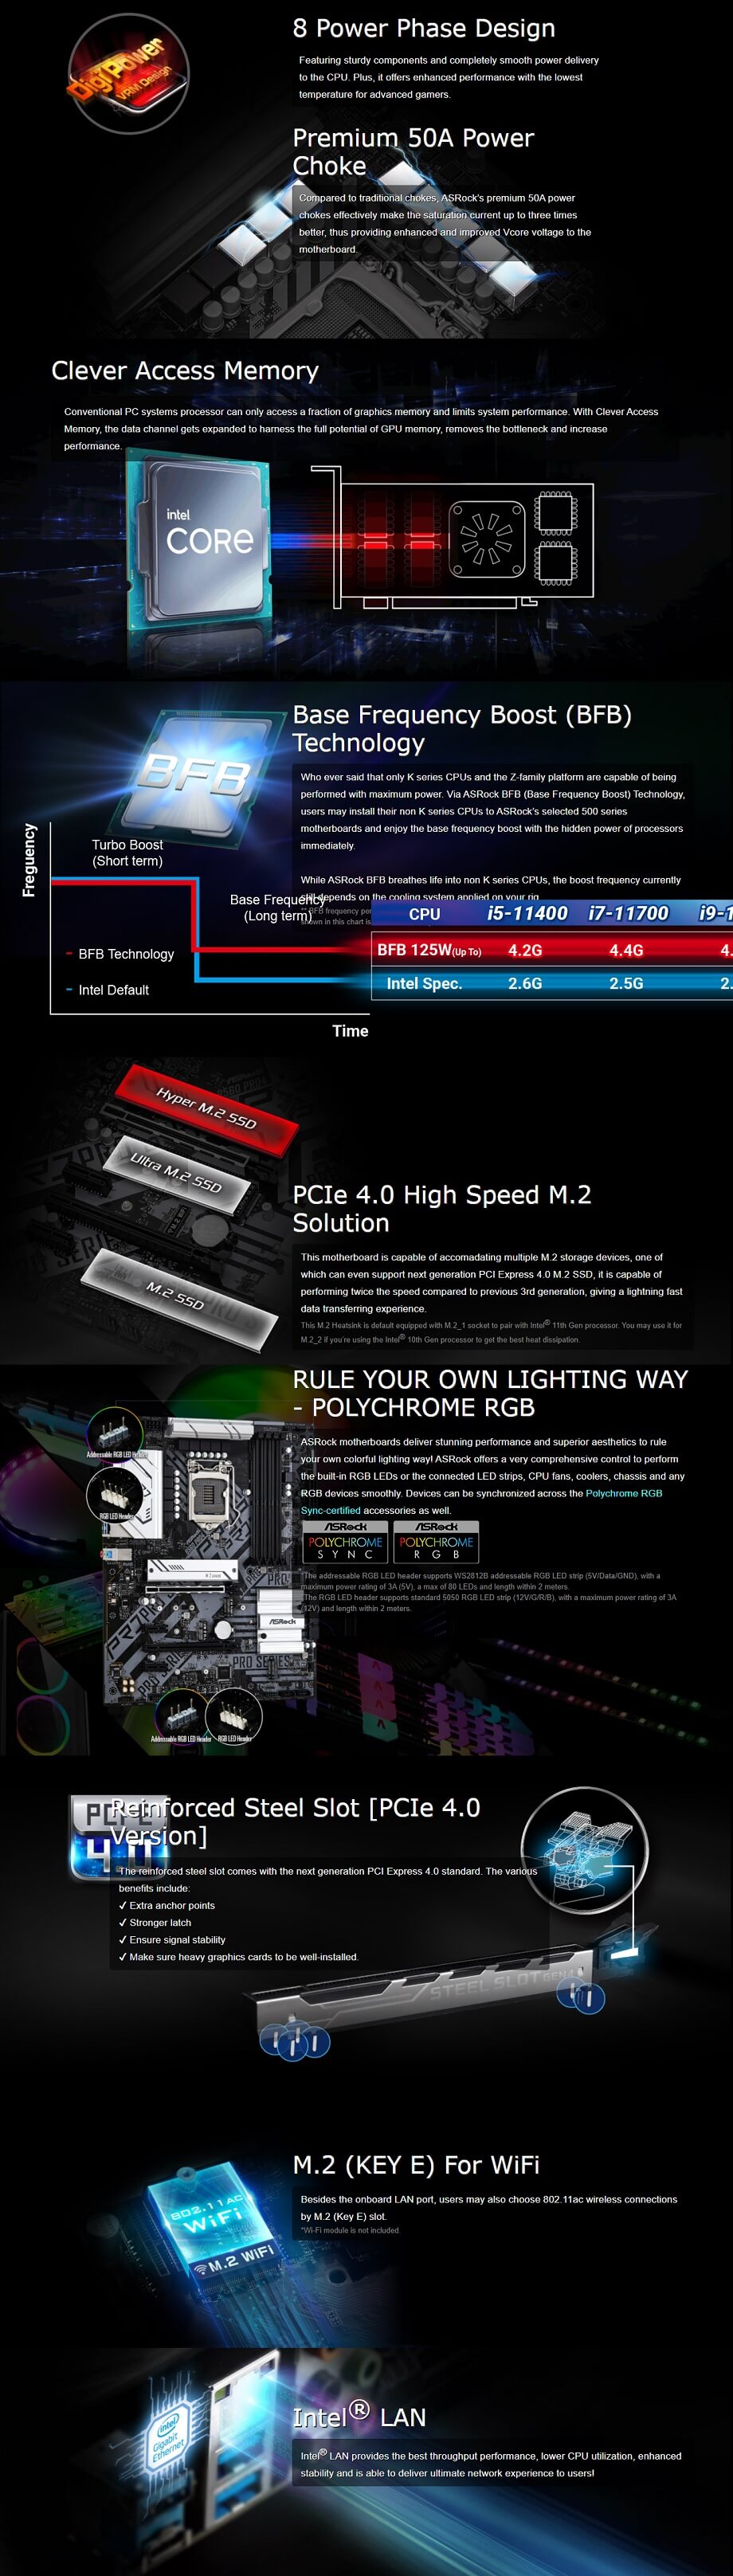 8 Power Phase Design
Digi Power
VRM Design
Featuring sturdy components and completely smooth power delivery
to the CPU. Plus, it offers enhanced performance with the lowest
temperature for advanced gamers.
Premium 50A Power
Choke
Compared to traditional chokes, ASRock's premium 50A power
chokes effectively make the saturation current up to three times
better, thus providing enhanced and improved Vcore voltage to the
motherboard.
Clever Access Memory
Conventional PC systems processor can only access a fraction of graphics memory and limits system performance. With Clever Access
Memory, the data channel gets expanded to harness the full potential of GPU memory, removes the bottleneck and increase
performance.
intel
CORE
Base Frequency Boost (BFB)
Technology
BFB
Who ever said that only K series CPUs and the Z-family platform are capable of being
performed with maximum power. Via ASRock BFB (Base Frequency Boost) Technology,
users may install their non K series CPUs to ASRock's selected 500 series
motherboards and enjoy the base frequency boost with the hidden power of processors
immediately.
While ASRock BFB breathes life into non K series CPUs, the boost frequency currently
still depends on the cooling system applied on your rig.
** BFB frequency per
shown in this chart is
Freguency
Turbo Boost
(Short term)
Base Frequency
(Long term)
- BFB Technology
- Intel Default
Time
CPU i5-11400 i7-11700 i9-1
BFB 125W(Up To) 4.2G 4.4G 4.
Intel Spec. 2.6G 2.5G 2.
Hyper M.2 SSD
Ultra M.2 SSD
M.2 SSD
PCIe 4.0 High Speed M.2
Solution
This motherboard is capable of accomadating multiple M.2 storage devices, one of
which can even support next generation PCI Express 4.0 M.2 SSD, it is capable of
performing twice the speed compared to previous 3rd generation, giving a lightning fast
data transferring experience.
This M.2 Heatsink is default equipped with M.2_1 socket to pair with Intel® 11th Gen processor. You may use it for
M.2_2 if you're using the Intel® 10th Gen processor to get the best heat dissipation.
RULE YOUR OWN LIGHTING WAY
- POLYCHROME RGB
ASRock motherboards deliver stunning performance and superior aesthetics to rule
your own colorful lighting way! ASRock offers a very comprehensive control to perform
the built-in RGB LEDs or the connected LED strips, CPU fans, coolers, chassis and any
RGB devices smoothly. Devices can be synchronized across the Polychrome RGB
Sync-certified accessories as well.
ASRock
POLYCHROME
SYNC
ASRock
POLYCHROME
RGB
*The addressable RGB LED header supports WS2812B addressable RGB LED strip (5V/Data/GND), with a
maximum power rating of 3A (5V), a max of 80 LEDs and length within 2 meters.
*The RGB LED header supports standard 5050 RGB LED strip (12V/G/R/B), with a maximum power rating of 3A
(12V) and length within 2 meters.
Addressable RGB LED Header
RGB LED Header
ASRock
PRO SERIES
Addressable RGB LED Header
RGB LED Header
PCIe
4.0
Reinforced Steel Slot [PCIe 4.0
Version]
The reinforced steel slot comes with the next generation PCI Express 4.0 standard. The various
benefits include:
✓ Extra anchor points
✓ Stronger latch
✓ Ensure signal stability
✓ Make sure heavy graphics cards to be well-installed.
STEEL SLOT GEN4
M.2 (KEY E) For WiFi
802.11AC
WiFi
M.2 WiFi
Besides the onboard LAN port, users may also choose 802.11ac wireless connections
by M.2 (Key E) slot.
*Wi-Fi module is not included.
Intel® LAN
intel
Gigabit
Ethernet
Intel® LAN provides the best throughput performance, lower CPU utilization, enhanced
stability and is able to deliver ultimate network experience to users!